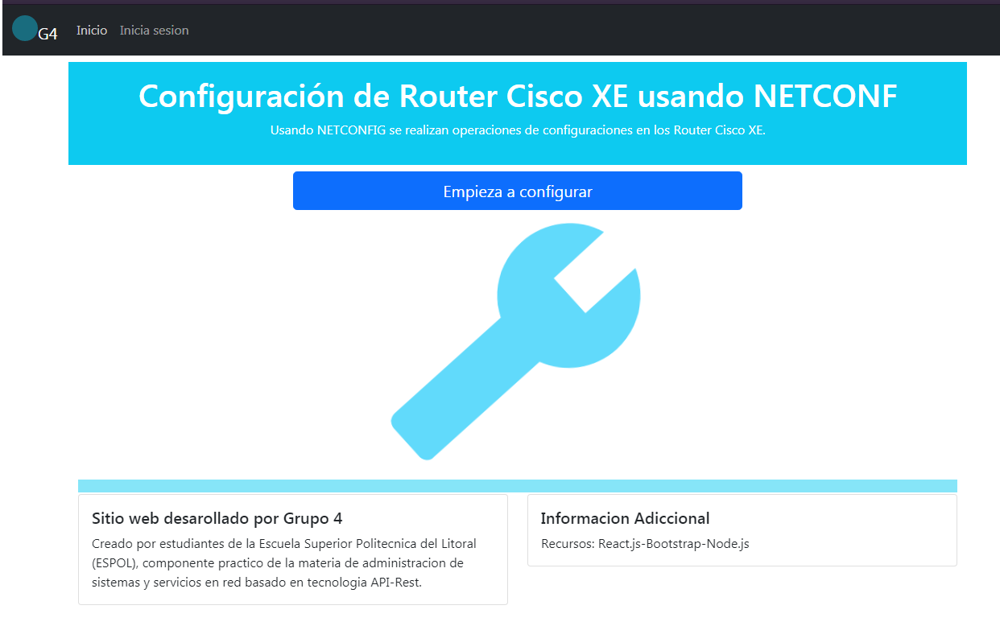 G4 Inicio Inicia sesion
Configuración de Router Cisco XE usando NETCONF
Usando NETCONFIG se realizan operaciones de configuraciones en los Router Cisco XE.
Empieza a configurar
Sitio web desarollado por Grupo 4
Creado por estudiantes de la Escuela Superior Politecnica del Litoral
(ESPOL), componente practico de la materia de administracion de
sistemas y servicios en red basado en tecnologia API-Rest.
Informacion Adiccional
Recursos: React.js-Bootstrap-Node.js